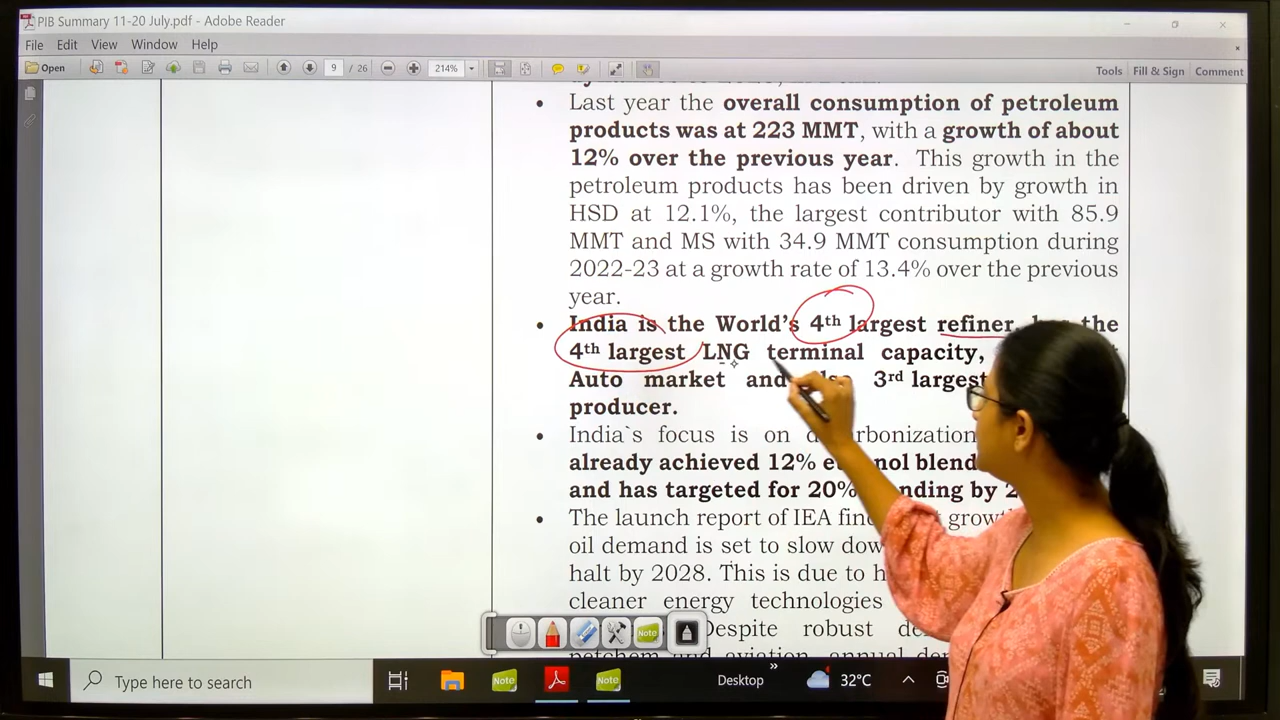 PIB Summary 11-20 July.pdf - Adobe Reader
File Edit View Window Help
Open 9 / 26 214% Tools Fill & Sign Comment
Last year the overall consumption of petroleum
products was at 223 MMT, with a growth of about
12% over the previous year. This growth in the
petroleum products has been driven by growth in
HSD at 12.1%, the largest contributor with 85.9
MMT and MS with 34.9 MMT consumption during
2022-23 at a growth rate of 13.4% over the previous
year.
India is the World's 4th largest refiner, the
4th largest LNG terminal capacity,
Auto market and 3rd largest
producer.
India`s focus is on
already achieved 12%
and has targeted for 20%
The launch report of IEA
oil demand is set to slow
halt by 2028. This is due to
cleaner energy technologies
Despite robust
and aviation, annual
Note
Type here to search Note Note Desktop » 32°C